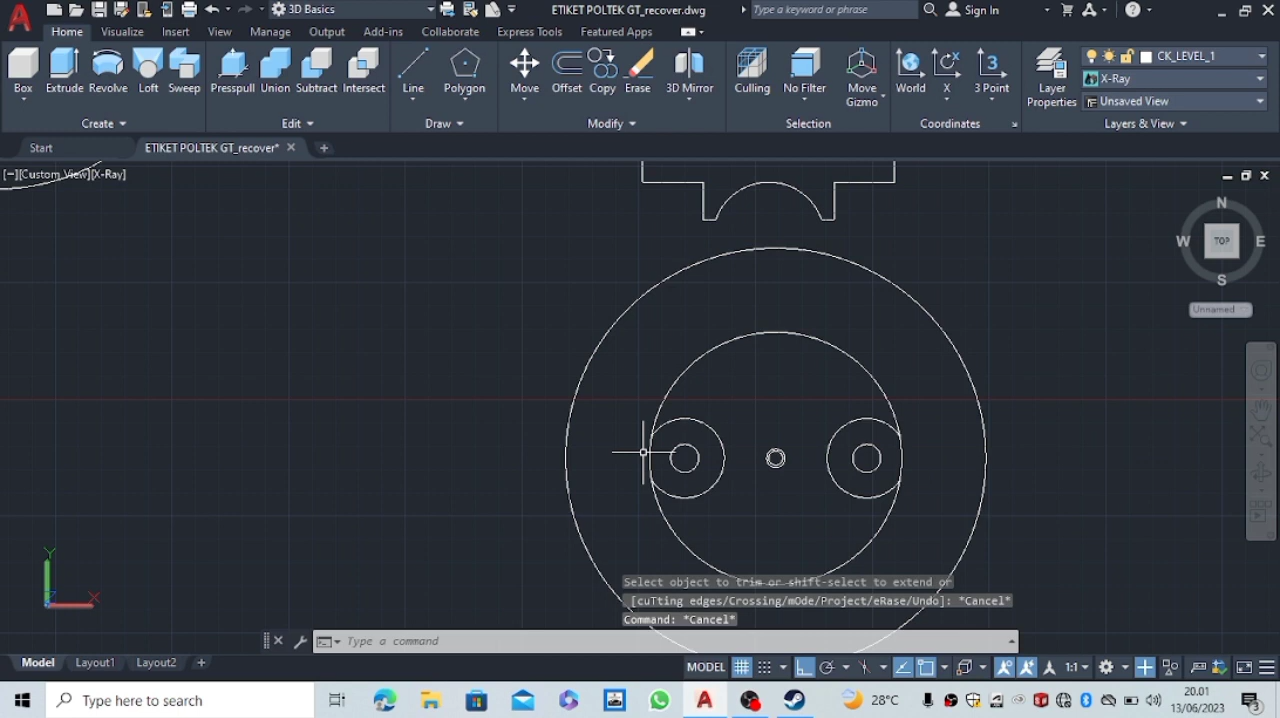 3D Basics
ETIKET POLTEK GT_recover.dwg
Type a keyword or phrase
Sign In
Home
Visualize
Insert
View
Manage
Output
Add-ins
Collaborate
Express Tools
Featured Apps
Box
Extrude
Revolve
Loft
Sweep
Presspull
Union
Subtract
Intersect
Line
Polygon
Move
Offset
Copy
Erase
3D Mirror
Culling
No Filter
Move
Gizmo
World
X
3 Point
Layer
Properties
CK_LEVEL_1
X-Ray
Unsaved View
Create
Edit
Draw
Modify
Selection
Coordinates
Layers & View
Start
ETIKET POLTEK GT_recover*
[−][Custom View][X-Ray]
N
W
TOP
E
S
Unnamed
Y
X
Select object to trim or shift-select to extend or
[cuTting edges/Crossing/mOde/Project/eRase/Undo]: *Cancel*
Command: *Cancel*
Type a command
Model
Layout1
Layout2
MODEL
1:1
Type here to search
28°C
20.01
13/06/2023
3